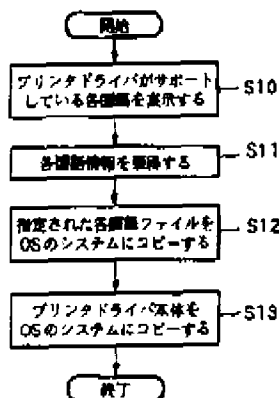 開始
プリンタドライバがサポート
している各国語を表示する
S10
各国語情報を取得する
S11
指定された各国語ファイルを
OSのシステムにコピーする
S12
プリンタドライバ本体を
OSのシステムにコピーする
S13
終了